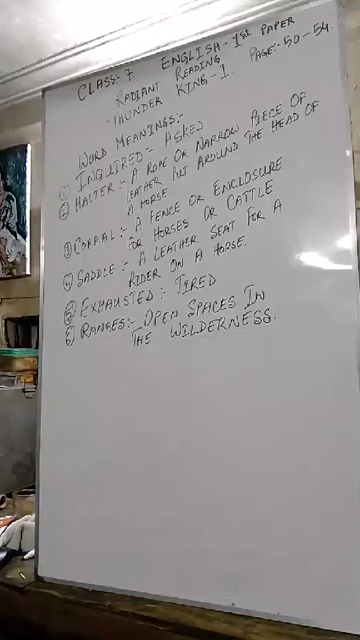 CLASS:- 7 ENGLISH - 1ST PAPER
RADIANT READING PAGE:- 50-54
THUNDER KING-1.
WORD MEANINGS:-
① INQUIRED:- ASKED
② HALTER:- A ROPE OR NARROW PIECE OF
LEATHER PUT AROUND THE HEAD OF
A HORSE
③ CORRAL:- A FENCE OR ENCLOSURE
FOR HORSES OR CATTLE
④ SADDLE:- A LEATHER SEAT FOR A
RIDER ON A HORSE.
⑤ EXHAUSTED:- TIRED
⑥ RANGES:- OPEN SPACES IN
THE WILDERNESS.